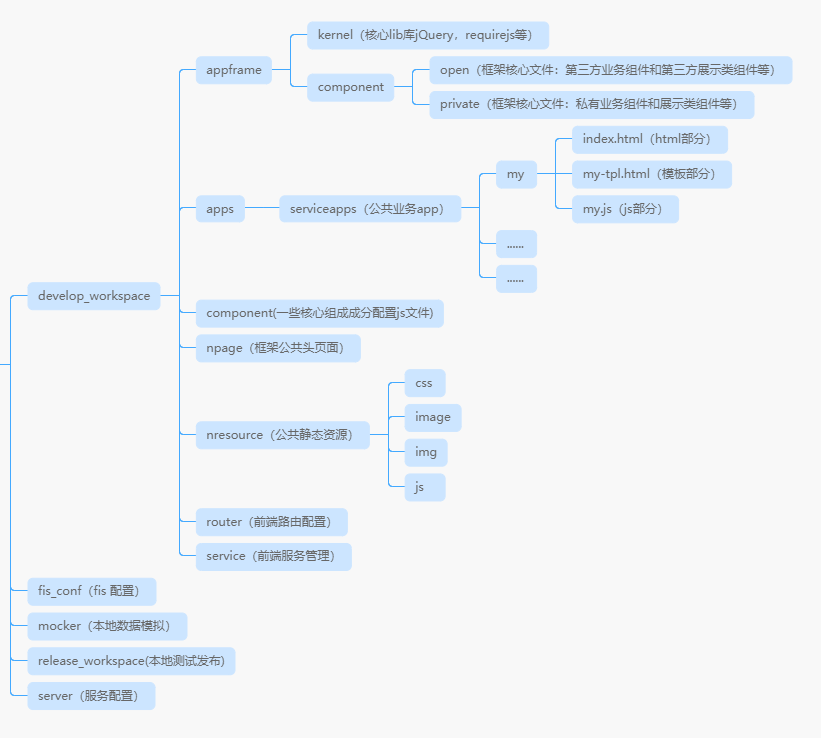 kernel（核心lib库jQuery，requirejs等）
appframe
open（框架核心文件：第三方业务组件和第三方展示类组件等）
component
private（框架核心文件：私有业务组件和展示类组件等）
index.html（html部分）
my
my-tpl.html（模板部分）
apps
serviceapps（公共业务app）
my.js（js部分）
......
......
develop_workspace
component(一些核心组成成分配置js文件)
npage（框架公共头页面）
css
image
nresource（公共静态资源）
img
js
router（前端路由配置）
service（前端服务管理）
fis_conf（fis 配置）
mocker（本地数据模拟）
release_workspace(本地测试发布)
server（服务配置）